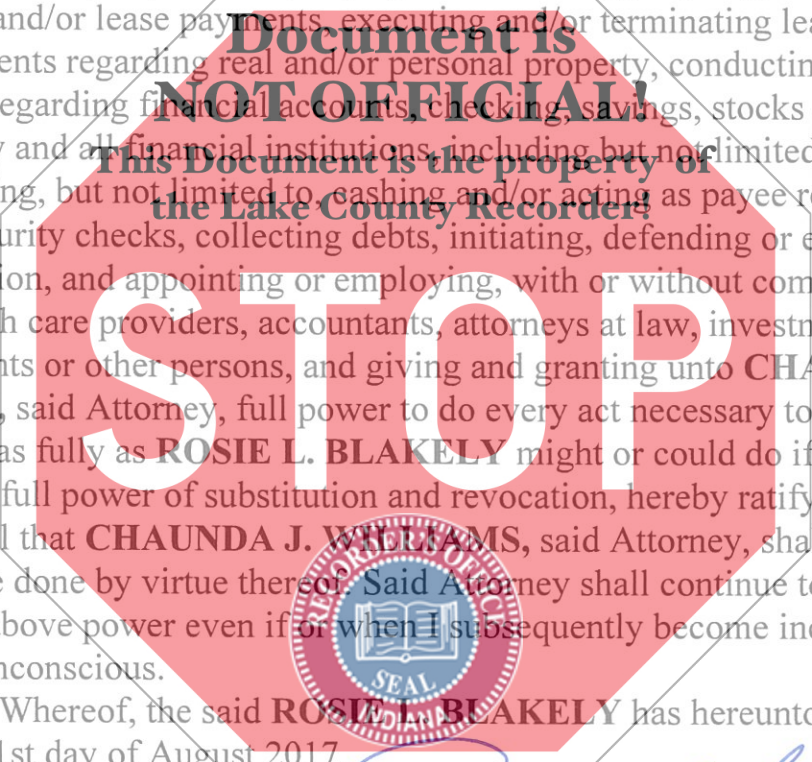 and/or lease payments, executing and/or terminating lea
Document is
ents regarding real and/or personal property, conductin
egarding financial accounts, checking, savings, stocks
NOT OFFICIAL!
y and all financial institutions, including but not limited
This Document is the property of
ng, but not limited to, cashing and/or acting as payee r
the Lake County Recorder!
urity checks, collecting debts, initiating, defending or e
ion, and appointing or employing, with or without com
h care providers, accountants, attorneys at law, investm
nts or other persons, and giving and granting unto CHA
STOP
, said Attorney, full power to do every act necessary to
as fully as ROSIE L. BLAKELY might or could do if
full power of substitution and revocation, hereby ratify
l that CHAUNDA J. WILLIAMS, said Attorney, sha
e done by virtue thereof. Said Attorney shall continue to
above power even if or when I subsequently become inc
nconscious.
RECORDER'S OFFICE
SEAL
INDIANA
Whereof, the said ROSIE L. BLAKELY has hereunto
1st day of August 2017